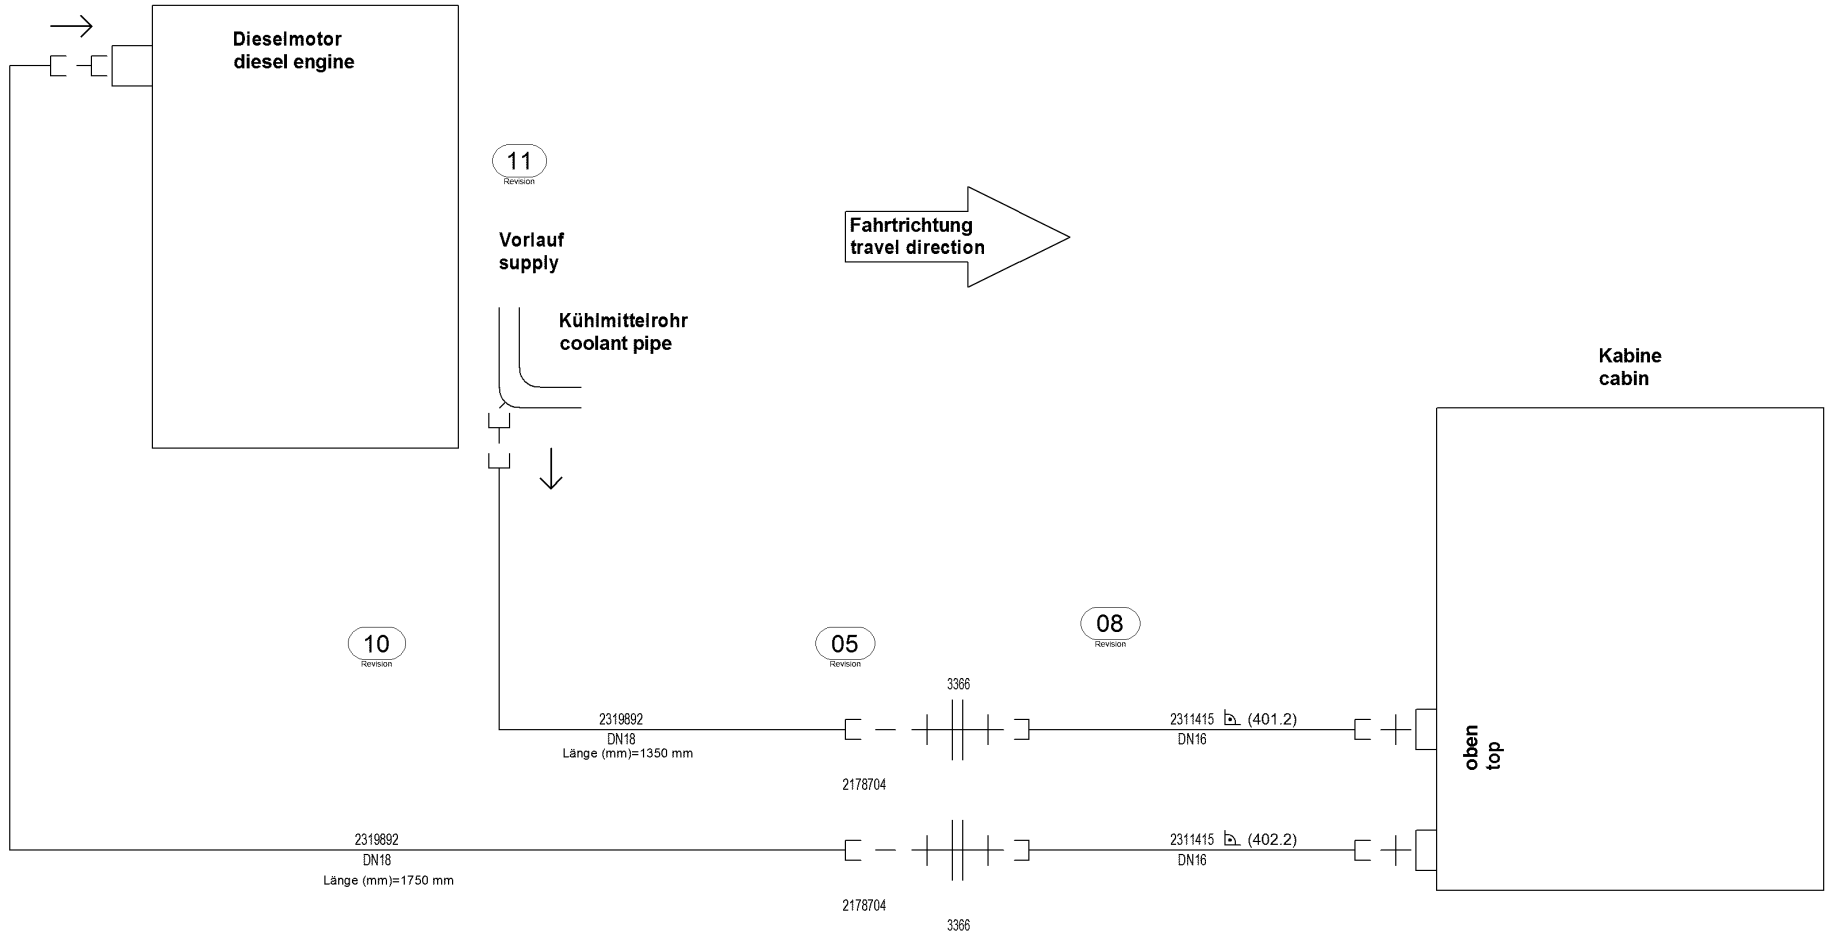 Dieselmotor
diesel engine
11
Revision
Vorlauf
supply
Fahrtrichtung
travel direction
Kühlmittelrohr
coolant pipe
Kabine
cabin
10
Revision
05
Revision
08
Revision
3366
2319892
DN18
Länge (mm)=1350 mm
2311415 (401.2)
DN16
oben
top
2178704
2319892
DN18
Länge (mm)=1750 mm
2311415 (402.2)
DN16
2178704
3366